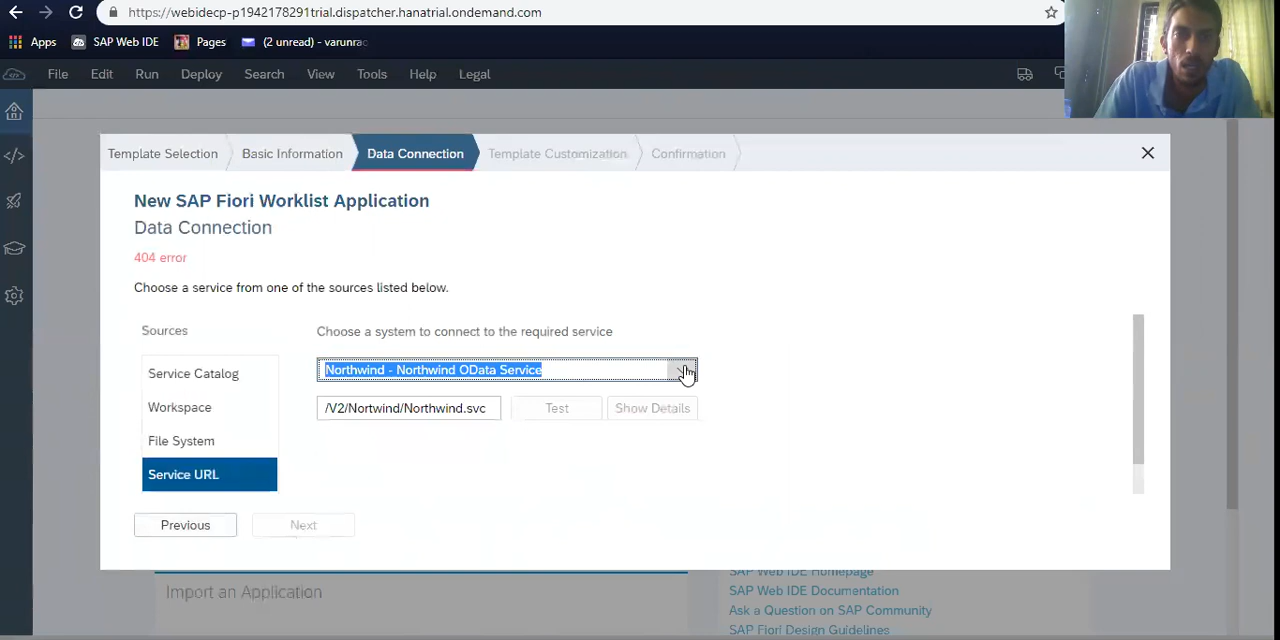 https://webidecp-p1942178291trial.dispatcher.hanatrial.ondemand.com
Apps SAP Web IDE Pages (2 unread) - varunrac
File Edit Run Deploy Search View Tools Help Legal
Template Selection Basic Information Data Connection Template Customization Confirmation
New SAP Fiori Worklist Application
Data Connection
404 error
Choose a service from one of the sources listed below.
Sources
Choose a system to connect to the required service
Service Catalog
Northwind - Northwind OData Service
Workspace
/V2/Nortwind/Northwind.svc Test Show Details
File System
Service URL
Previous Next
Import an Application
SAP Web IDE Homepage
SAP Web IDE Documentation
Ask a Question on SAP Community
SAP Fiori Design Guidelines